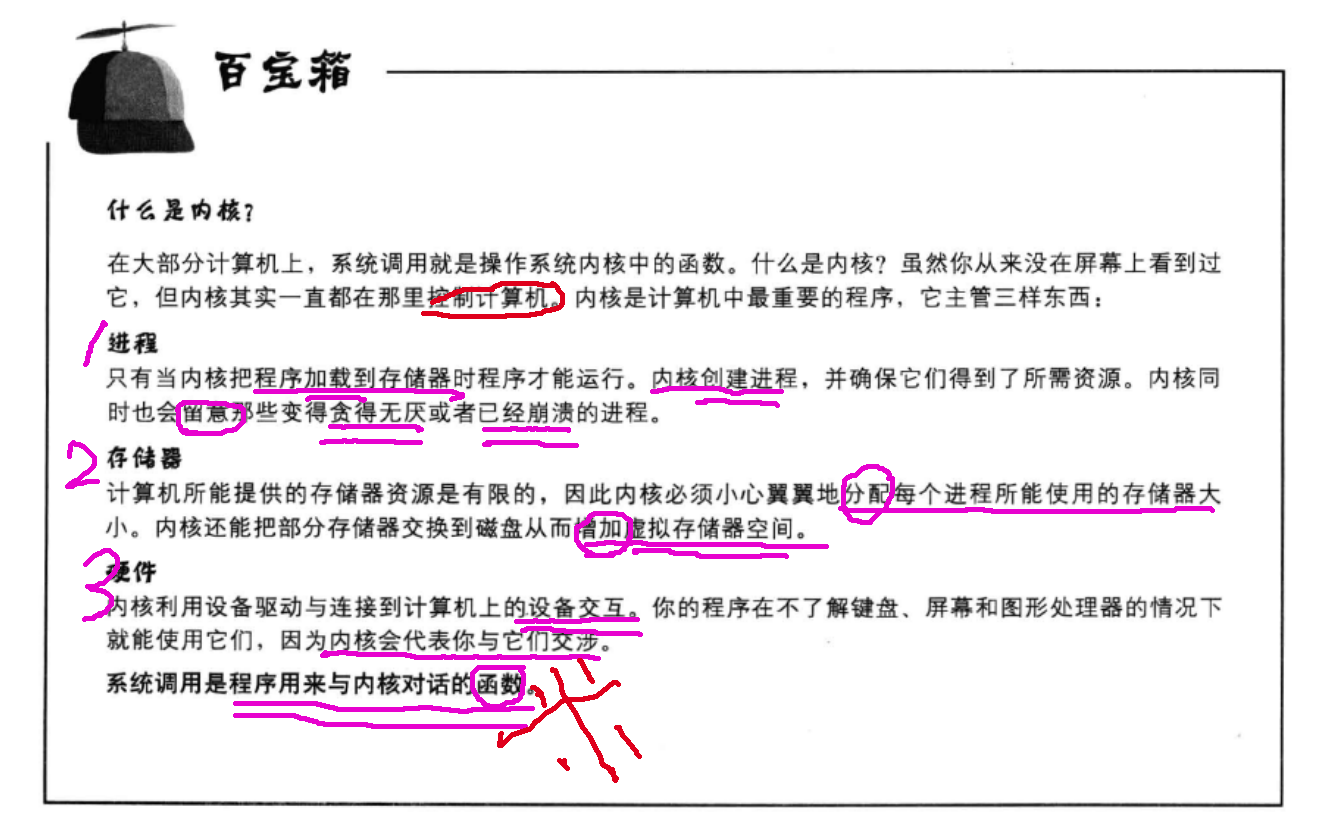 百宝箱
什么是内核？
在大部分计算机上，系统调用就是操作系统内核中的函数。什么是内核？虽然你从来没在屏幕上看到过
它，但内核其实一直都在那里控制计算机。内核是计算机中最重要的程序，它主管三样东西：
1 进程
只有当内核把程序加载到存储器时程序才能运行。内核创建进程，并确保它们得到了所需资源。内核同
时也会留意那些变得贪得无厌或者已经崩溃的进程。
2 存储器
计算机所能提供的存储器资源是有限的，因此内核必须小心翼翼地分配每个进程所能使用的存储器大
小。内核还能把部分存储器交换到磁盘从而增加虚拟存储器空间。
3 硬件
内核利用设备驱动与连接到计算机上的设备交互。你的程序在不了解键盘、屏幕和图形处理器的情况下
就能使用它们，因为内核会代表你与它们交涉。
系统调用是程序用来与内核对话的函数。